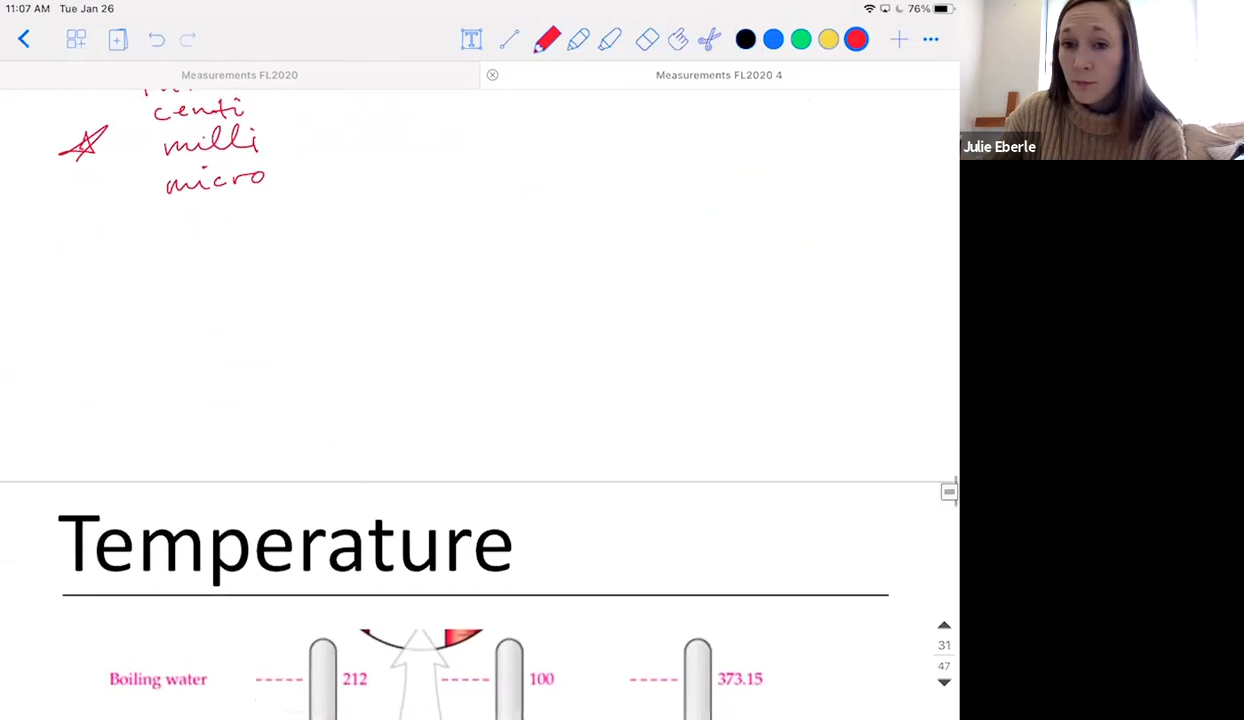 11:07 AM Tue Jan 26
76%
Measurements FL2020
Measurements FL2020 4
Julie Eberle
centi
milli
micro
Temperature
Boiling water 212 100 373.15
31
47